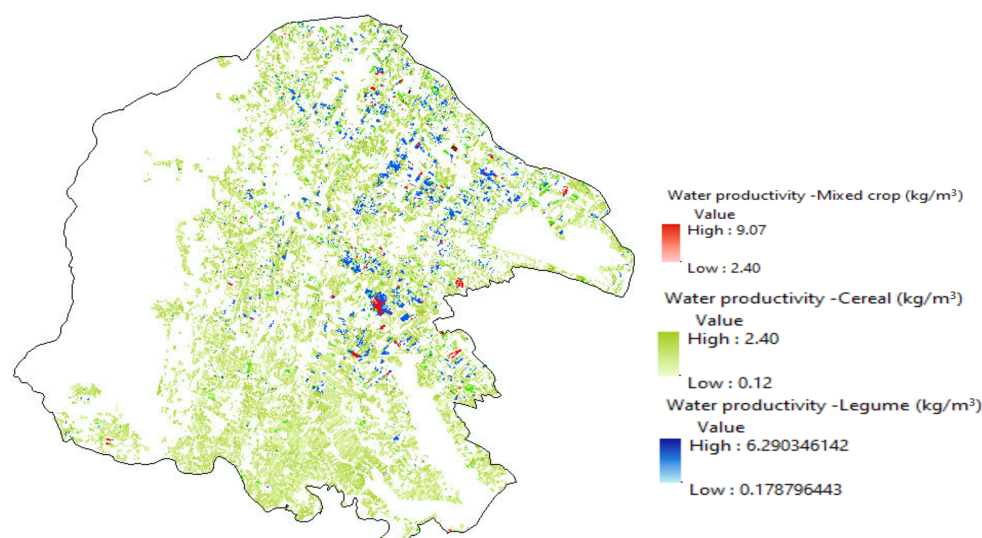 Water productivity -Mixed crop (kg/m³)
Value
High : 9.07
Low : 2.40
Water productivity -Cereal (kg/m³)
Value
High : 2.40
Low : 0.12
Water productivity -Legume (kg/m³)
Value
High : 6.290346142
Low : 0.178796443